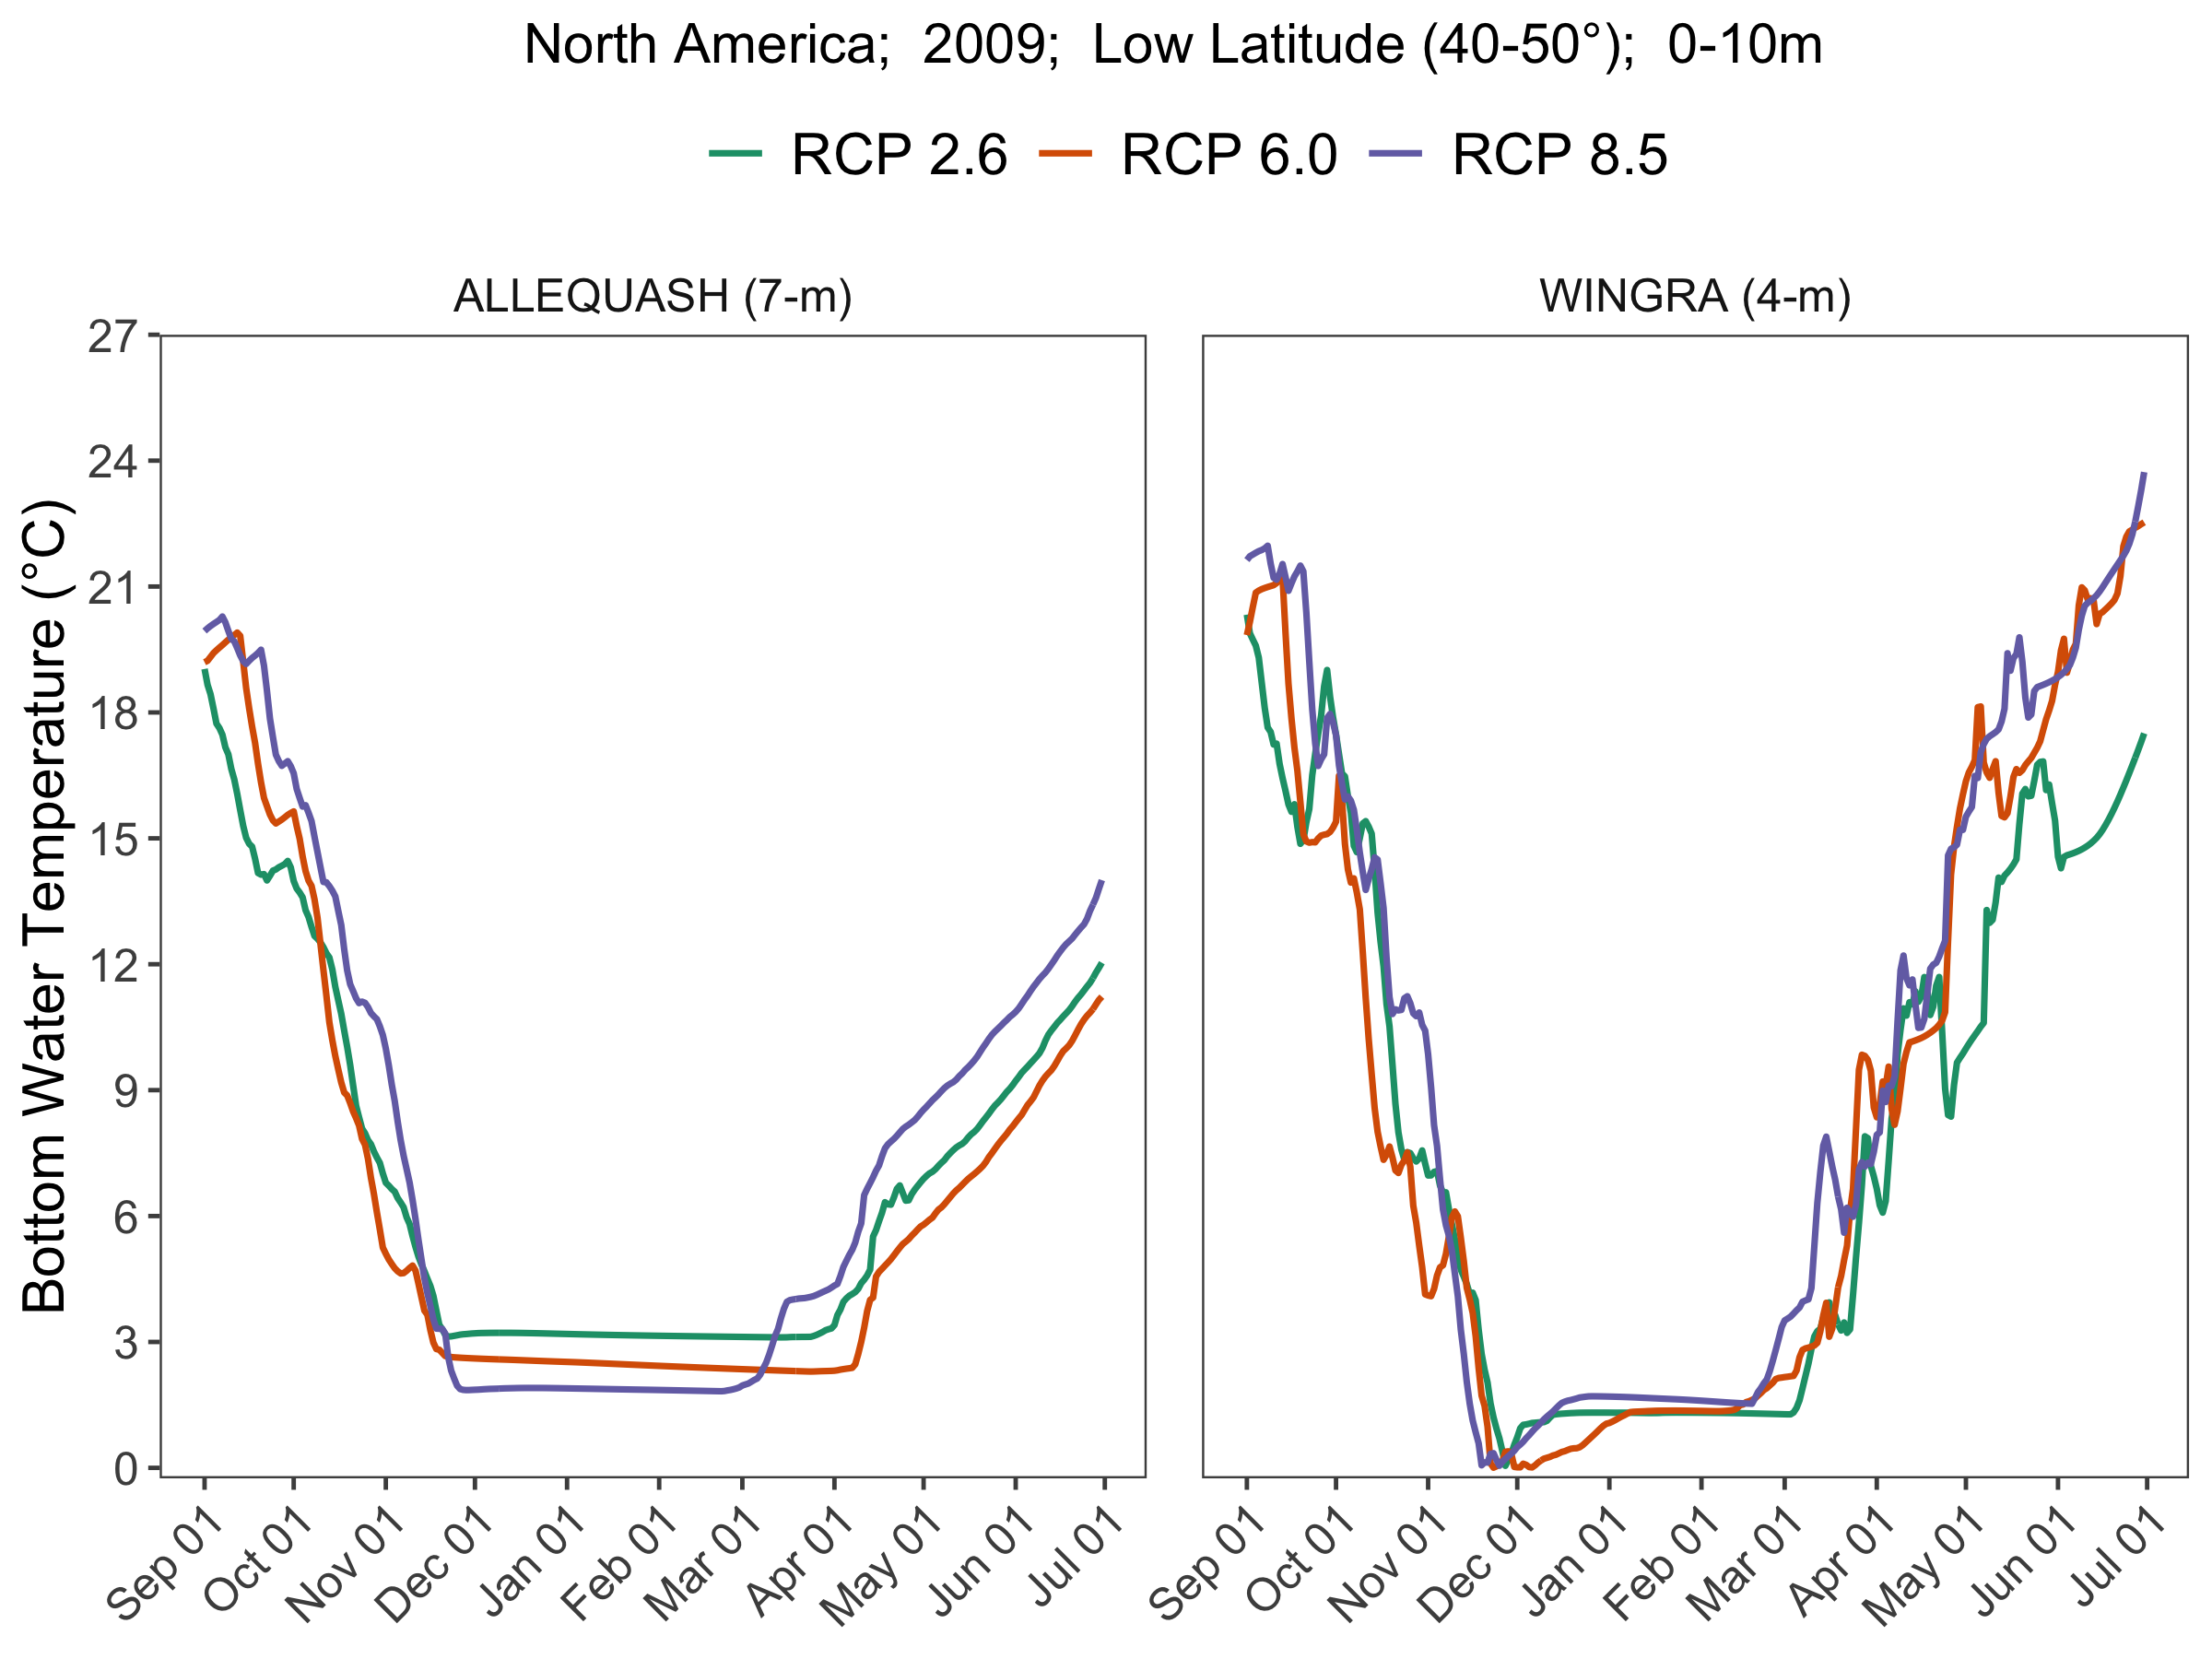 North America;  2009;  Low Latitude (40-50°);  0-10m
RCP 2.6 RCP 6.0 RCP 8.5
ALLEQUASH (7-m) WINGRA (4-m)
Bottom Water Temperature (°C)
27
24
21
18
15
12
9
6
3
0
Sep 01 Oct 01 Nov 01 Dec 01 Jan 01 Feb 01 Mar 01 Apr 01 May 01 Jun 01 Jul 01 Sep 01 Oct 01 Nov 01 Dec 01 Jan 01 Feb 01 Mar 01 Apr 01 May 01 Jun 01 Jul 01